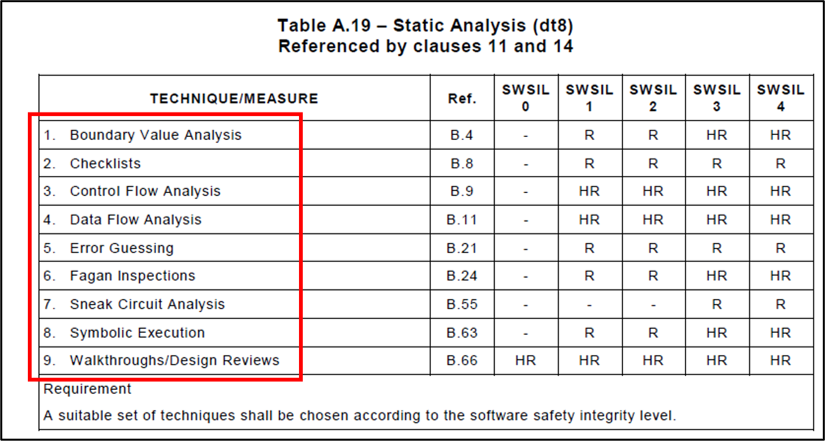 Table A.19 – Static Analysis (dt8)
Referenced by clauses 11 and 14
TECHNIQUE/MEASURE Ref. SWSIL 0 SWSIL 1 SWSIL 2 SWSIL 3 SWSIL 4
1. Boundary Value Analysis B.4 - R R HR HR
2. Checklists B.8 - R R R R
3. Control Flow Analysis B.9 - HR HR HR HR
4. Data Flow Analysis B.11 - HR HR HR HR
5. Error Guessing B.21 - R R R R
6. Fagan Inspections B.24 - R R HR HR
7. Sneak Circuit Analysis B.55 - - - R R
8. Symbolic Execution B.63 - R R HR HR
9. Walkthroughs/Design Reviews B.66 HR HR HR HR HR
Requirement
A suitable set of techniques shall be chosen according to the software safety integrity level.